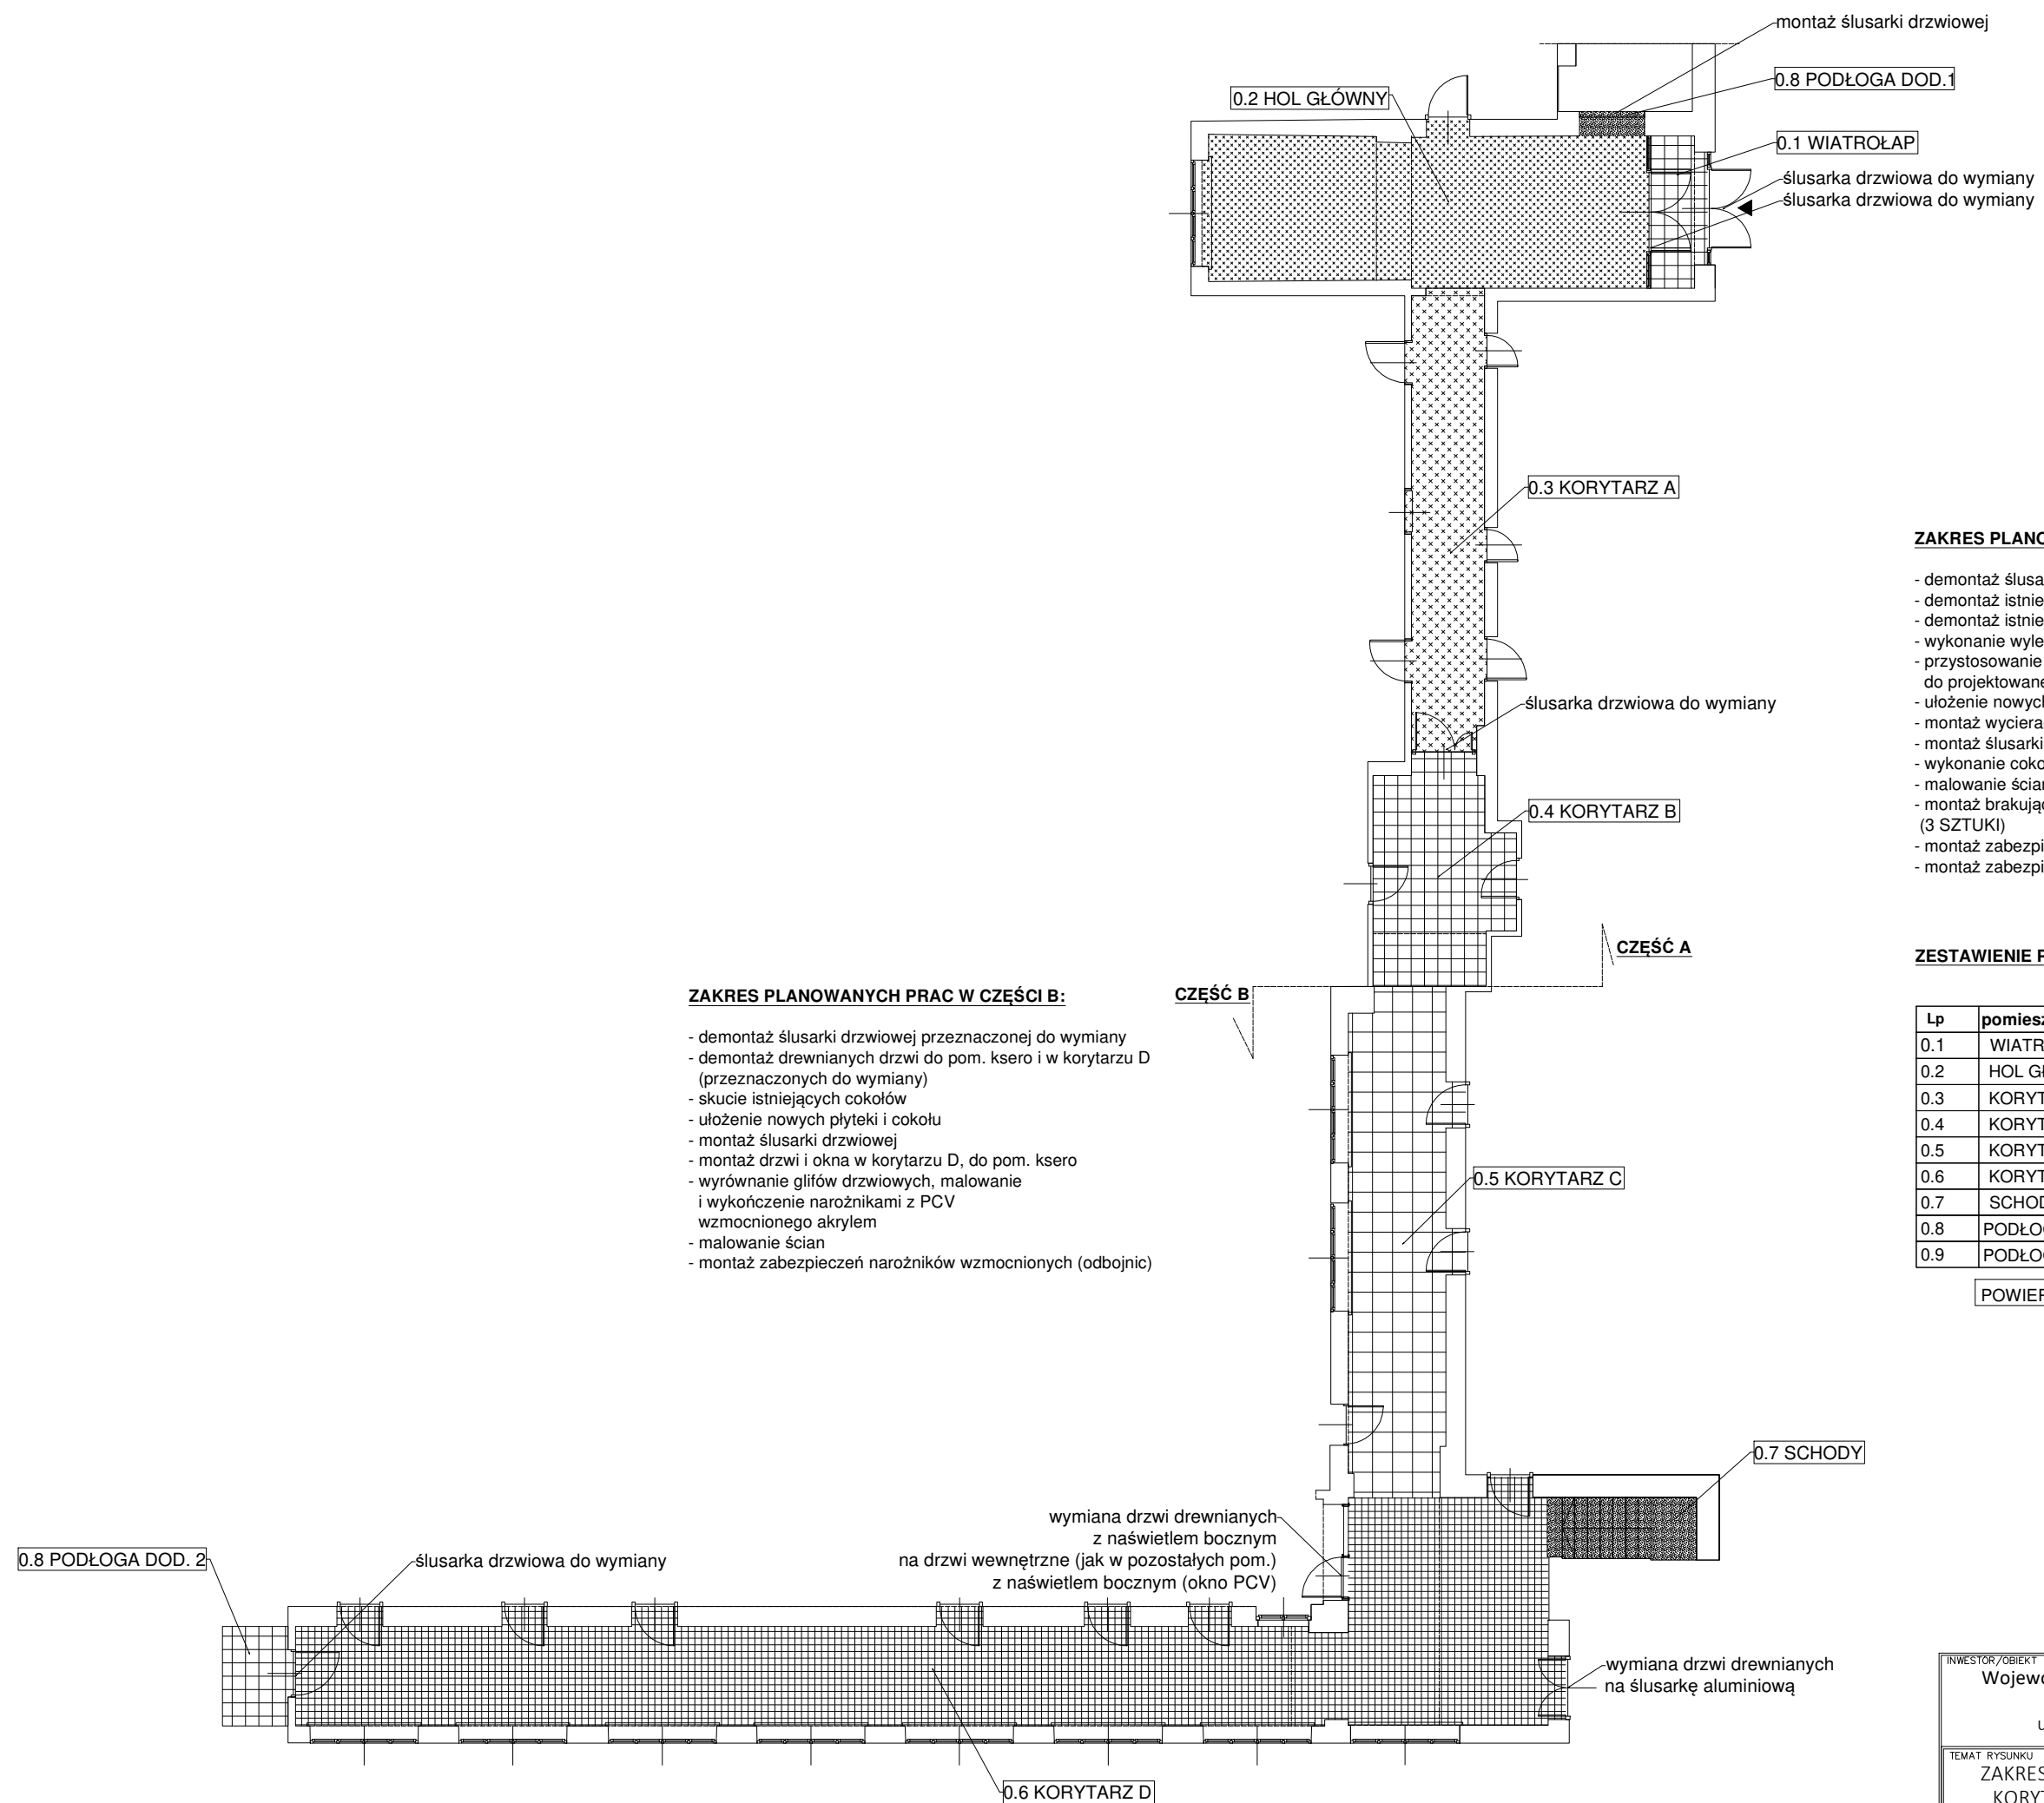 montaż ślusarki drzwiowej
0.8 PODŁOGA DOD.1
0.2 HOL GŁÓWNY
0.1 WIATROŁAP
ślusarka drzwiowa do wymiany
ślusarka drzwiowa do wymiany
0.3 KORYTARZ A
ślusarka drzwiowa do wymiany
0.4 KORYTARZ B
CZĘŚĆ A
CZĘŚĆ B
ZAKRES PLANOWANYCH PRAC W CZĘŚCI B:
- demontaż ślusarki drzwiowej przeznaczonej do wymiany
- demontaż drewnianych drzwi do pom. ksero i w korytarzu D
(przeznaczonych do wymiany)
- skucie istniejących cokołów
- ułożenie nowych płyteki i cokołu
- montaż ślusarki drzwiowej
- montaż drzwi i okna w korytarzu D, do pom. ksero
- wyrównanie glifów drzwiowych, malowanie
i wykończenie narożnikami z PCV
wzmocnionego akrylem
- malowanie ścian
- montaż zabezpieczeń narożników wzmocnionych (odbojnic)
0.5 KORYTARZ C
0.7 SCHODY
wymiana drzwi drewnianych
z naświetlem bocznym
na drzwi wewnętrzne (jak w pozostałych pom.)
z naświetlem bocznym (okno PCV)
0.8 PODŁOGA DOD. 2
ślusarka drzwiowa do wymiany
wymiana drzwi drewnianych
na ślusarkę aluminiową
0.6 KORYTARZ D
ZAKRES PLANO
- demontaż ślusa
- demontaż istnie
- demontaż istnie
- wykonanie wyle
- przystosowanie
do projektowane
- ułożenie nowych
- montaż wyciera
- montaż ślusarki
- wykonanie coko
- malowanie ścian
- montaż brakując
(3 SZTUKI)
- montaż zabezpi
- montaż zabezpi
ZESTAWIENIE P
Lp pomiesz
0.1 WIATR
0.2 HOL GŁ
0.3 KORYT
0.4 KORYT
0.5 KORYT
0.6 KORYT
0.7 SCHOD
0.8 PODŁOG
0.9 PODŁOG
POWIER
INWESTOR/OBIEKT
Wojewó
u
TEMAT RYSUNKU
ZAKRES
KORYT